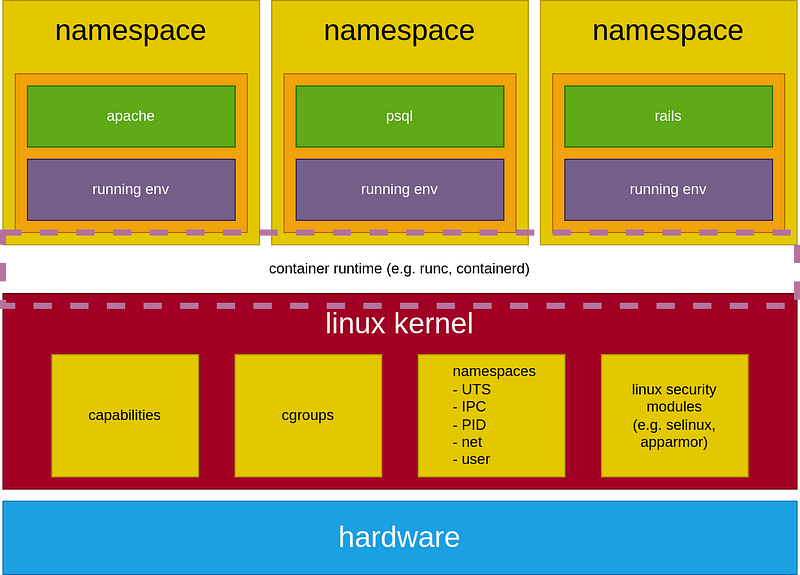 namespace
namespace
namespace
apache
psql
rails
running env
running env
running env
container runtime (e.g. runc, containerd)
linux kernel
capabilities
cgroups
namespaces
- UTS
- IPC
- PID
- net
- user
linux security
modules
(e.g. selinux,
apparmor)
hardware